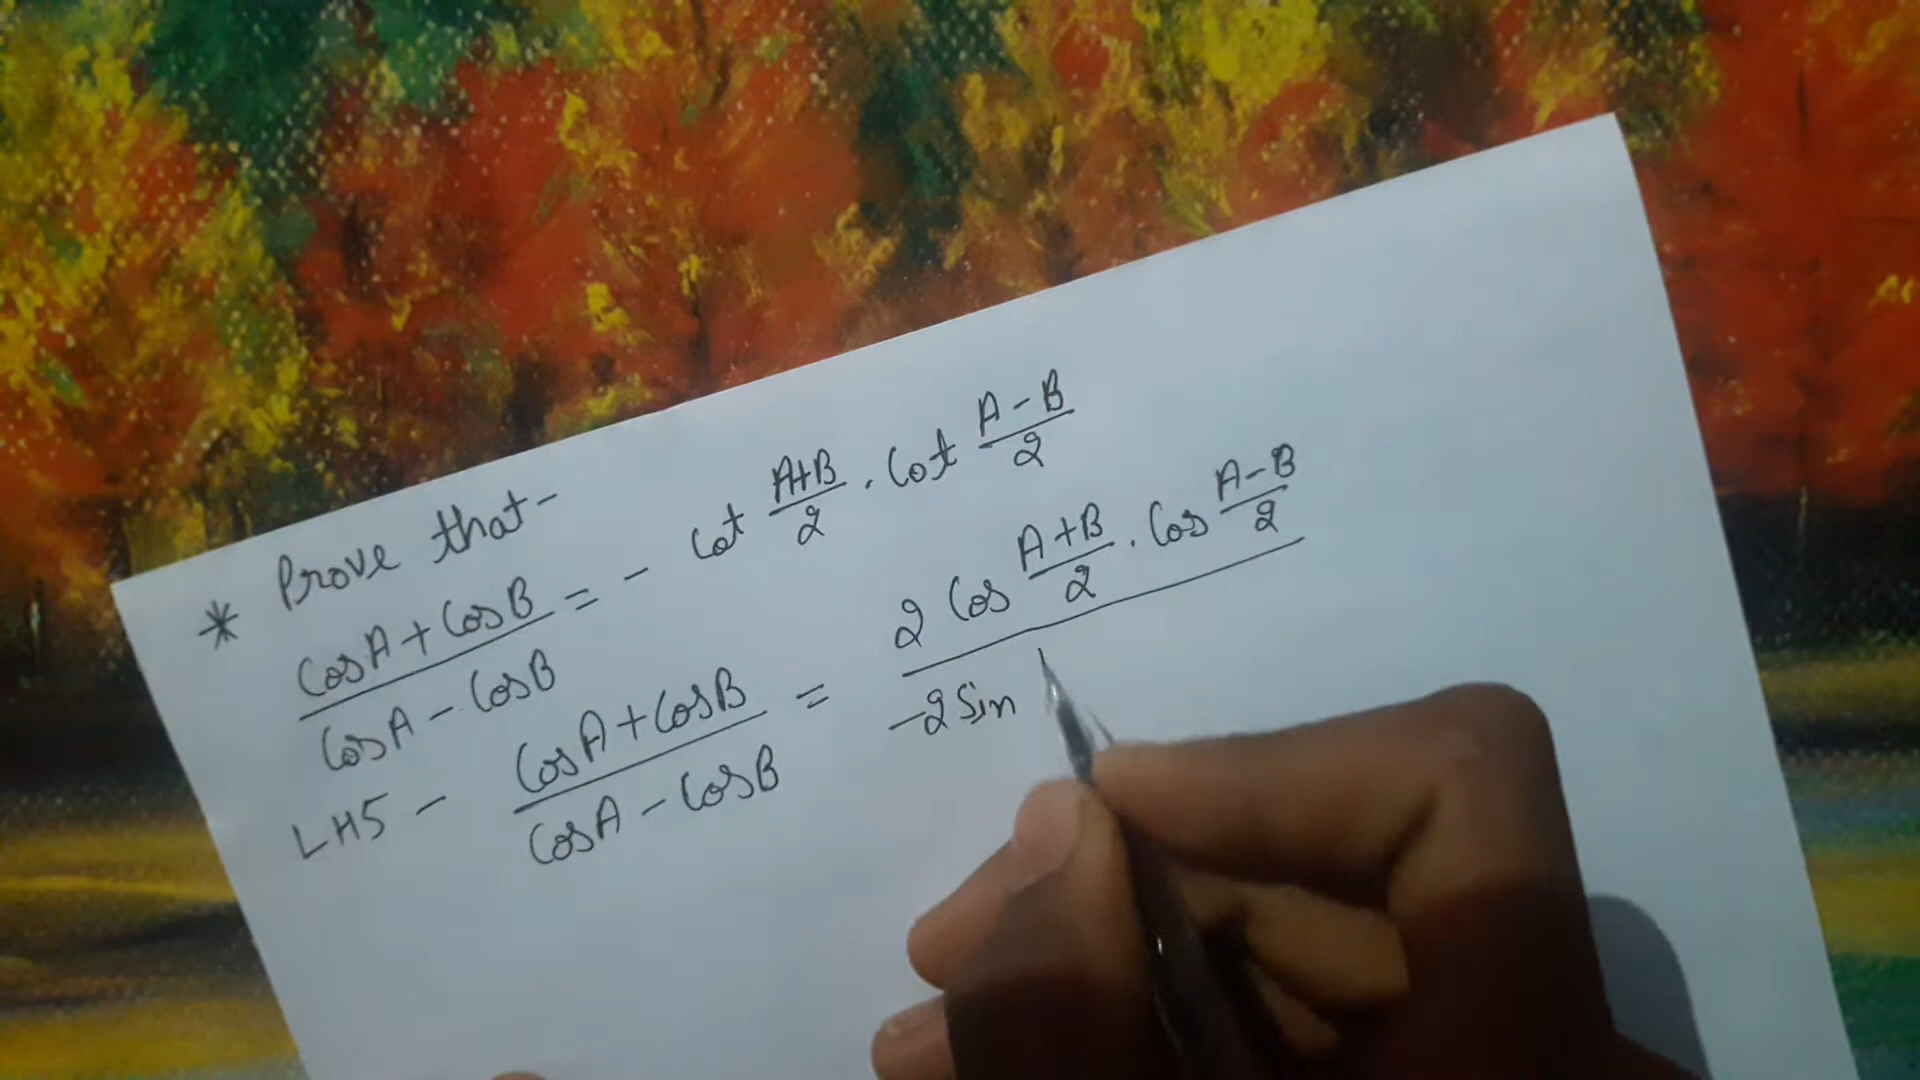 * Prove that-
CosA + CosB / CosA - CosB = - Cot A+B/2 . Cot A-B/2
LHS - CosA + CosB / CosA - CosB = 2 Cos A+B/2 . Cos A-B/2 / -2 Sin